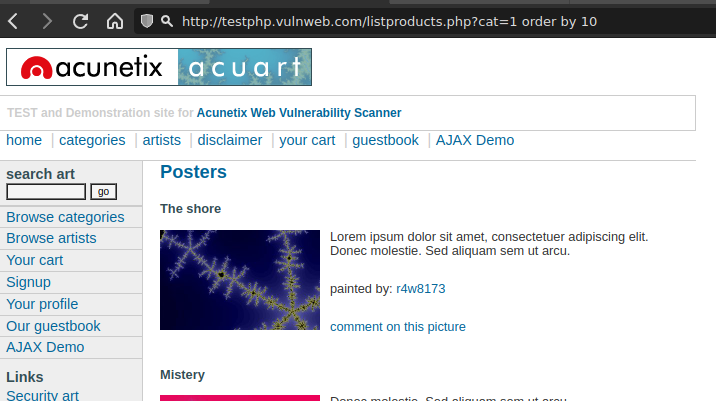 http://testphp.vulnweb.com/listproducts.php?cat=1 order by 10
acunetix acuart
TEST and Demonstration site for Acunetix Web Vulnerability Scanner
home | categories | artists | disclaimer | your cart | guestbook | AJAX Demo
search art
go
Browse categories
Browse artists
Your cart
Signup
Your profile
Our guestbook
AJAX Demo
Links
Security art
Posters
The shore
Lorem ipsum dolor sit amet, consectetuer adipiscing elit.
Donec molestie. Sed aliquam sem ut arcu.
painted by: r4w8173
comment on this picture
Mistery
Donec molestie. Sed aliquam sem ut arcu.